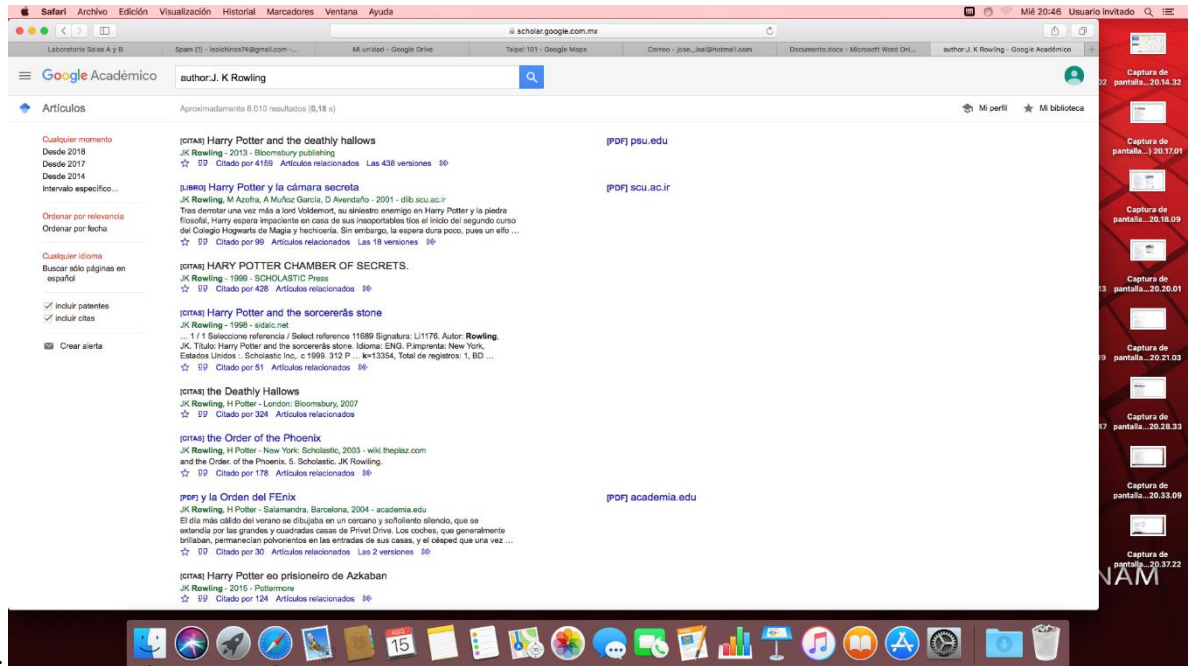 Safari Archivo Edición Visualización Historial Marcadores Ventana Ayuda
Mié 20:46 Usuario invitado
scholar.google.com.mx
Laboratorio Salas A y B
Mi unidad - Google Drive
Taipei 101 - Google Maps
Documento.docx - Microsoft Word Onl...
author:J. K Rowling - Google Académico
Google Académico
author:J. K Rowling
Artículos
Aproximadamente 6.010 resultados (0,18 s)
Mi perfil
Mi biblioteca
Cualquier momento
Desde 2018
Desde 2017
Desde 2014
Intervalo específico...
Ordenar por relevancia
Ordenar por fecha
Cualquier idioma
Buscar sólo páginas en
español
incluir patentes
incluir citas
Crear alerta
[CITAS] Harry Potter and the deathly hallows
JK Rowling - 2013 - Bloomsbury publishing
Citado por 4159 Artículos relacionados Las 438 versiones
[PDF] psu.edu
[LIBRO] Harry Potter y la cámara secreta
JK Rowling, M Azofra, A Muñoz García, D Avendaño - 2001 - dlib.scu.ac.ir
Tras derrotar una vez más a lord Voldemort, su siniestro enemigo en Harry Potter y la piedra
filosofal, Harry espera impaciente en casa de sus insoportables tíos el inicio del segundo curso
del Colegio Hogwarts de Magia y hechicería. Sin embargo, la espera dura poco, pues un elfo ...
Citado por 99 Artículos relacionados Las 18 versiones
[PDF] scu.ac.ir
[CITAS] HARY POTTER CHAMBER OF SECRETS.
JK Rowling - 1999 - SCHOLASTIC Press
Citado por 428 Artículos relacionados
[CITAS] Harry Potter and the sorcererâs stone
JK Rowling - 1998 - sidalc.net
... 1 / 1 Seleccione referencia / Select reference 11689 Signatura: Li1176. Autor: Rowling,
JK. Título: Harry Potter and the sorcererâs stone. Idioma: ENG. P.imprenta: New York,
Estados Unidos :. Scholastic Inc,. c 1999. 312 P ... k=13354, Total de registros: 1, BD ...
Citado por 51 Artículos relacionados
[CITAS] the Deathly Hallows
JK Rowling, H Potter - London: Bloomsbury, 2007
Citado por 324 Artículos relacionados
[CITAS] the Order of the Phoenix
JK Rowling, H Potter - New York: Scholastic, 2003 - wiki.theplaz.com
and the Order. of the Phoenix. 5. Scholastic. JK Rowling.
Citado por 178 Artículos relacionados
[PDF] y la Orden del FEnix
JK Rowling, H Potter - Salamandra, Barcelona, 2004 - academia.edu
El día más cálido del verano se dibujaba en un cercano y soñoliento silencio, que se
extendía por las grandes y cuadradas casas de Privet Drive. Los coches, que generalmente
brillaban, permanecían polvorientos en las entradas de sus casas, y el césped que una vez ...
Citado por 30 Artículos relacionados Las 2 versiones
[PDF] academia.edu
[CITAS] Harry Potter eo prisioneiro de Azkaban
JK Rowling - 2015 - Pottermore
Citado por 124 Artículos relacionados
Captura de
pantalla...20.14.32
Captura de
pantalla...) 20.17.01
Captura de
pantalla...20.18.09
Captura de
pantalla...20.20.01
Captura de
pantalla...20.21.03
Captura de
pantalla...20.28.33
Captura de
pantalla...20.33.09
Captura de
pantalla...20.37.22
NAM
AGO
15